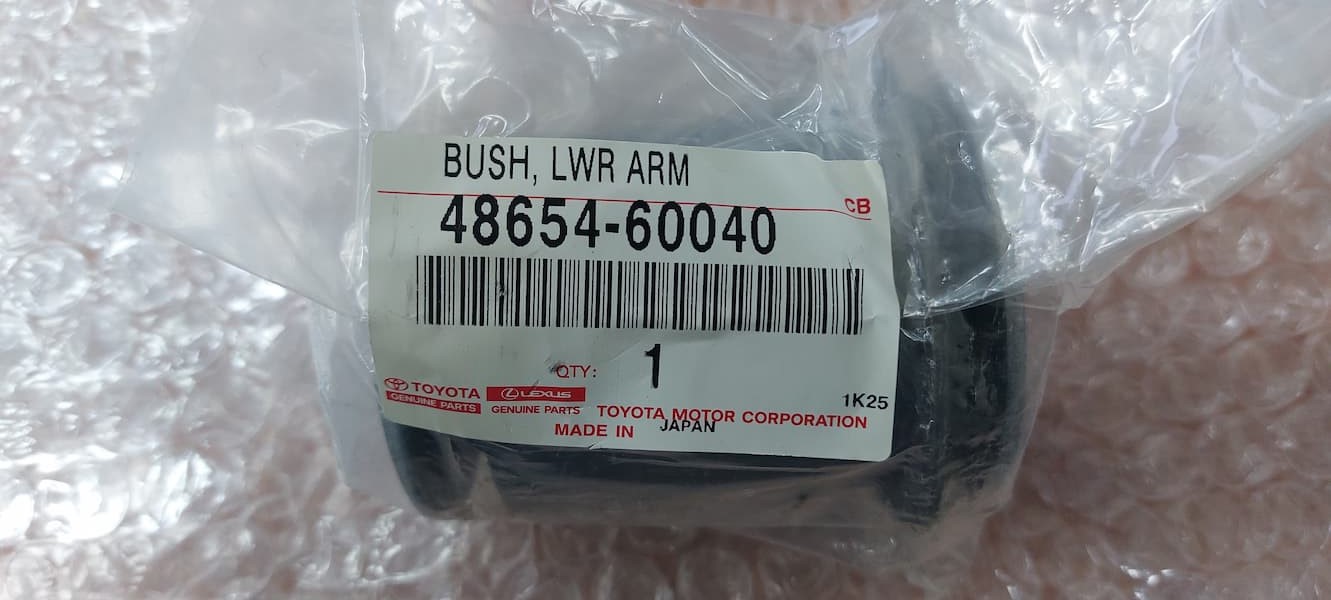 BUSH, LWR ARM
CB
48654-60040
QTY: 1
TOYOTA
GENUINE PARTS
LEXUS
GENUINE PARTS
1K25
TOYOTA MOTOR CORPORATION
MADE IN JAPAN